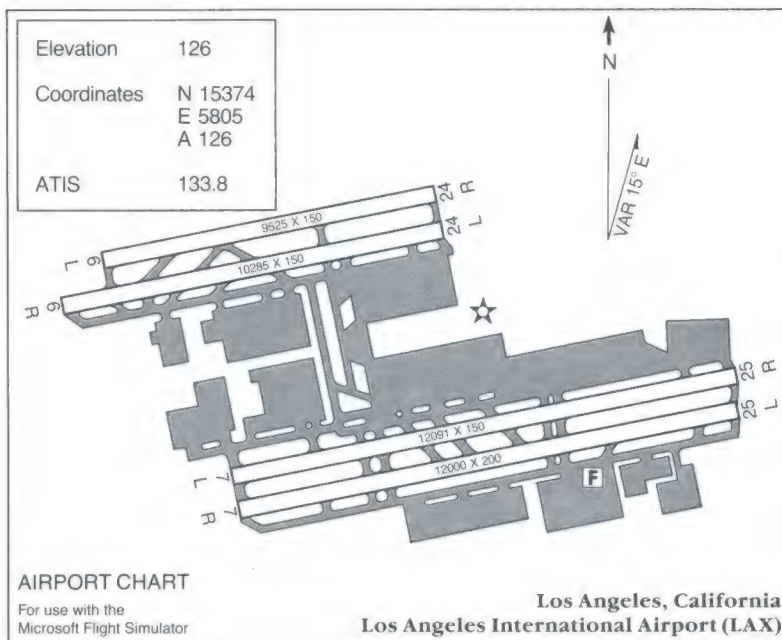 Elevation 126
Coordinates N 15374
E 5805
A 126
ATIS 133.8
N
VAR 15° E
24 R
24 L
9525 X 150
10285 X 150
6 L
6 R
25 R
25 L
12091 X 150
12000 X 200
7 L
7 R
F
AIRPORT CHART
For use with the
Microsoft Flight Simulator
Los Angeles, California
Los Angeles International Airport (LAX)